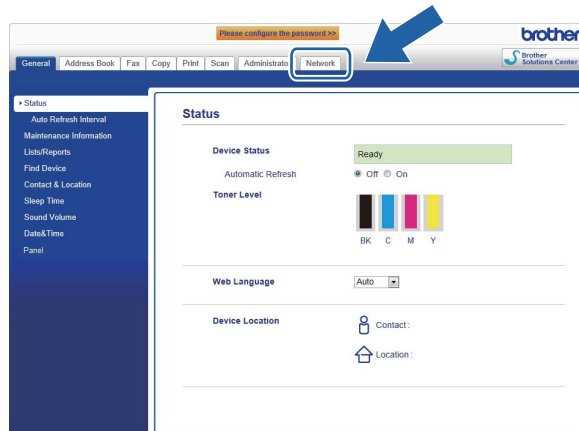 Please configure the password >>
brother
General Address Book Fax Copy Print Scan Administrator Network
Brother
Solutions Center
Status
Auto Refresh Interval
Maintenance Information
Lists/Reports
Find Device
Contact & Location
Sleep Time
Sound Volume
Date&Time
Panel
Status
Device Status Ready
Automatic Refresh Off On
Toner Level
BK C M Y
Web Language Auto
Device Location Contact :
Location :